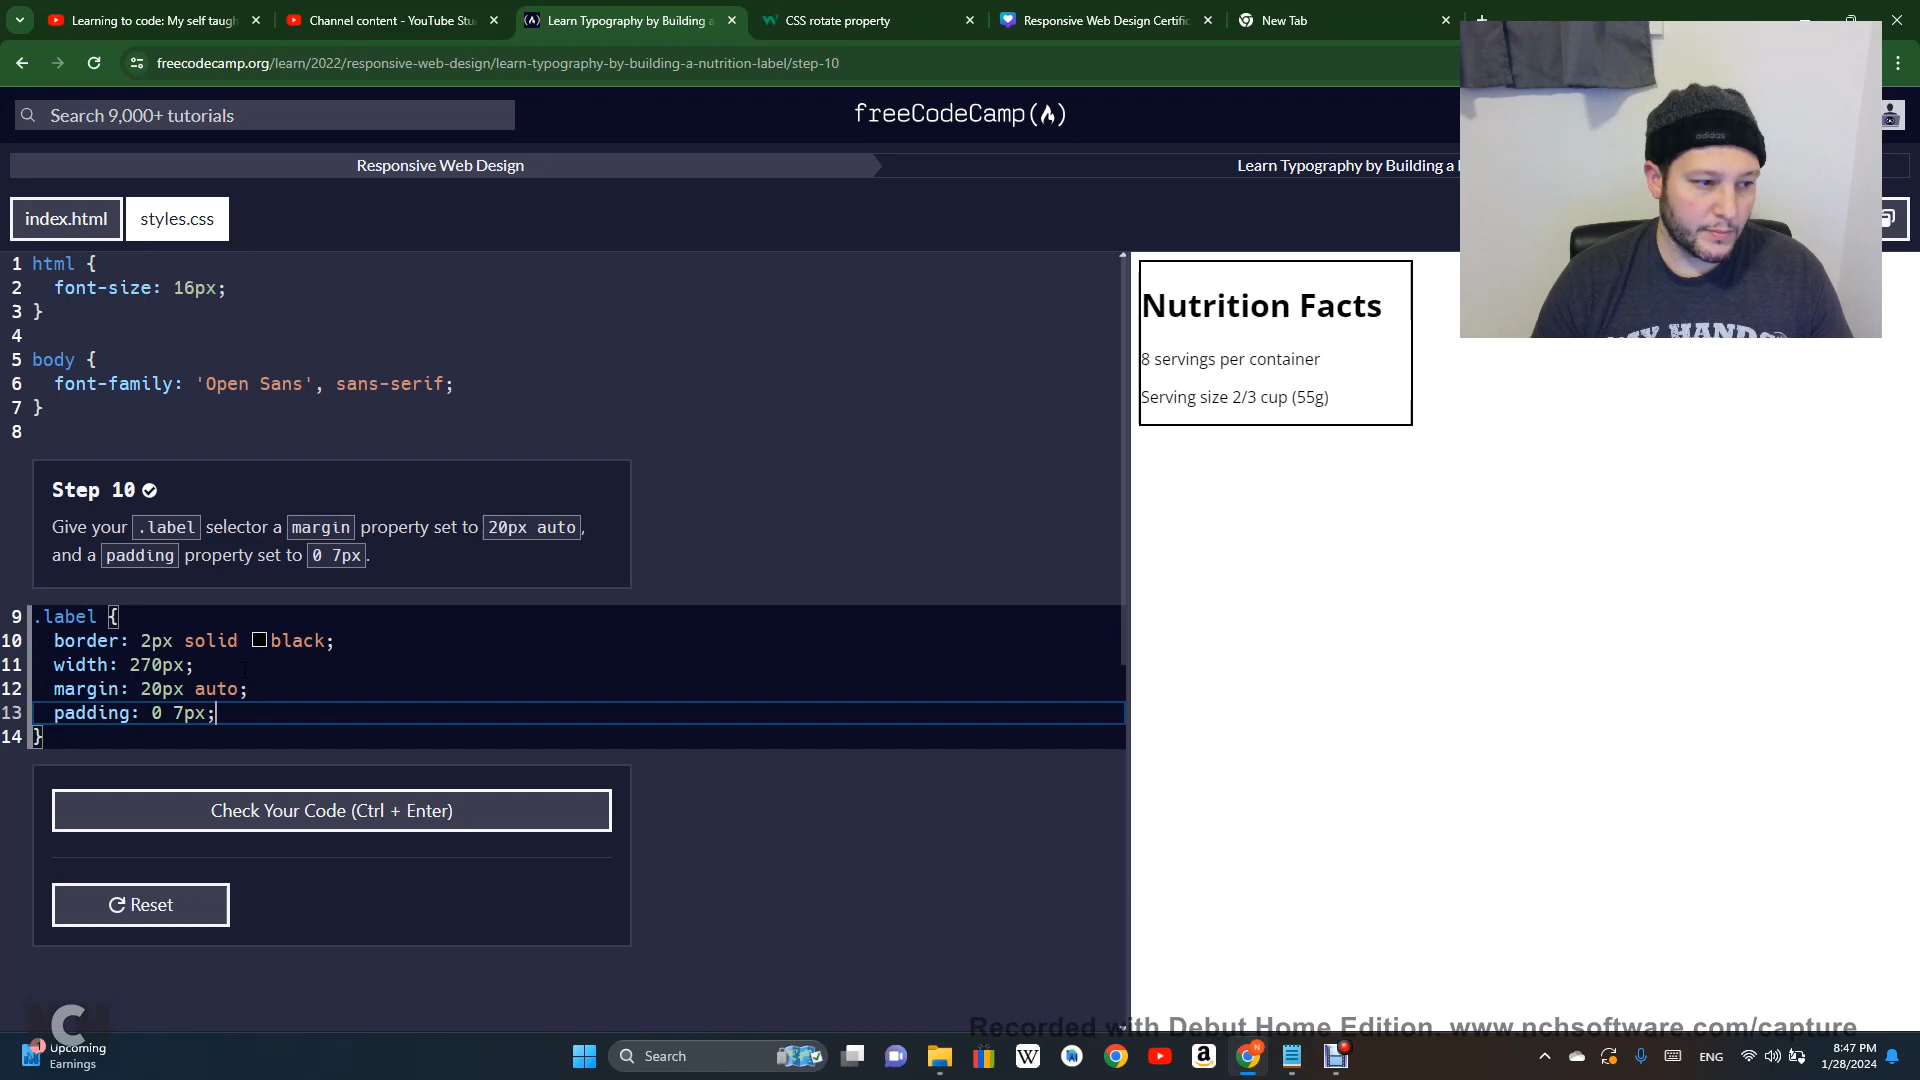 Learning to code: My self taugh
Channel content - YouTube Stu
Learn Typography by Building a
CSS rotate property
Responsive Web Design Certific
New Tab
freecodecamp.org/learn/2022/responsive-web-design/learn-typography-by-building-a-nutrition-label/step-10
Search 9,000+ tutorials
freeCodeCamp
Responsive Web Design
Learn Typography by Building a
index.html
styles.css
1 html {
2 font-size: 16px;
3 }
4
5 body {
6 font-family: 'Open Sans', sans-serif;
7 }
8
Step 10
Give your .label selector a margin property set to 20px auto,
and a padding property set to 0 7px.
9 .label {
10 border: 2px solid black;
11 width: 270px;
12 margin: 20px auto;
13 padding: 0 7px;
14 }
Check Your Code (Ctrl + Enter)
Reset
Nutrition Facts
8 servings per container
Serving size 2/3 cup (55g)
adidas
MY HANDS
Recorded with Debut Home Edition. www.nchsoftware.com/capture
Upcoming
Earnings
Search
ENG
8:47 PM
1/28/2024